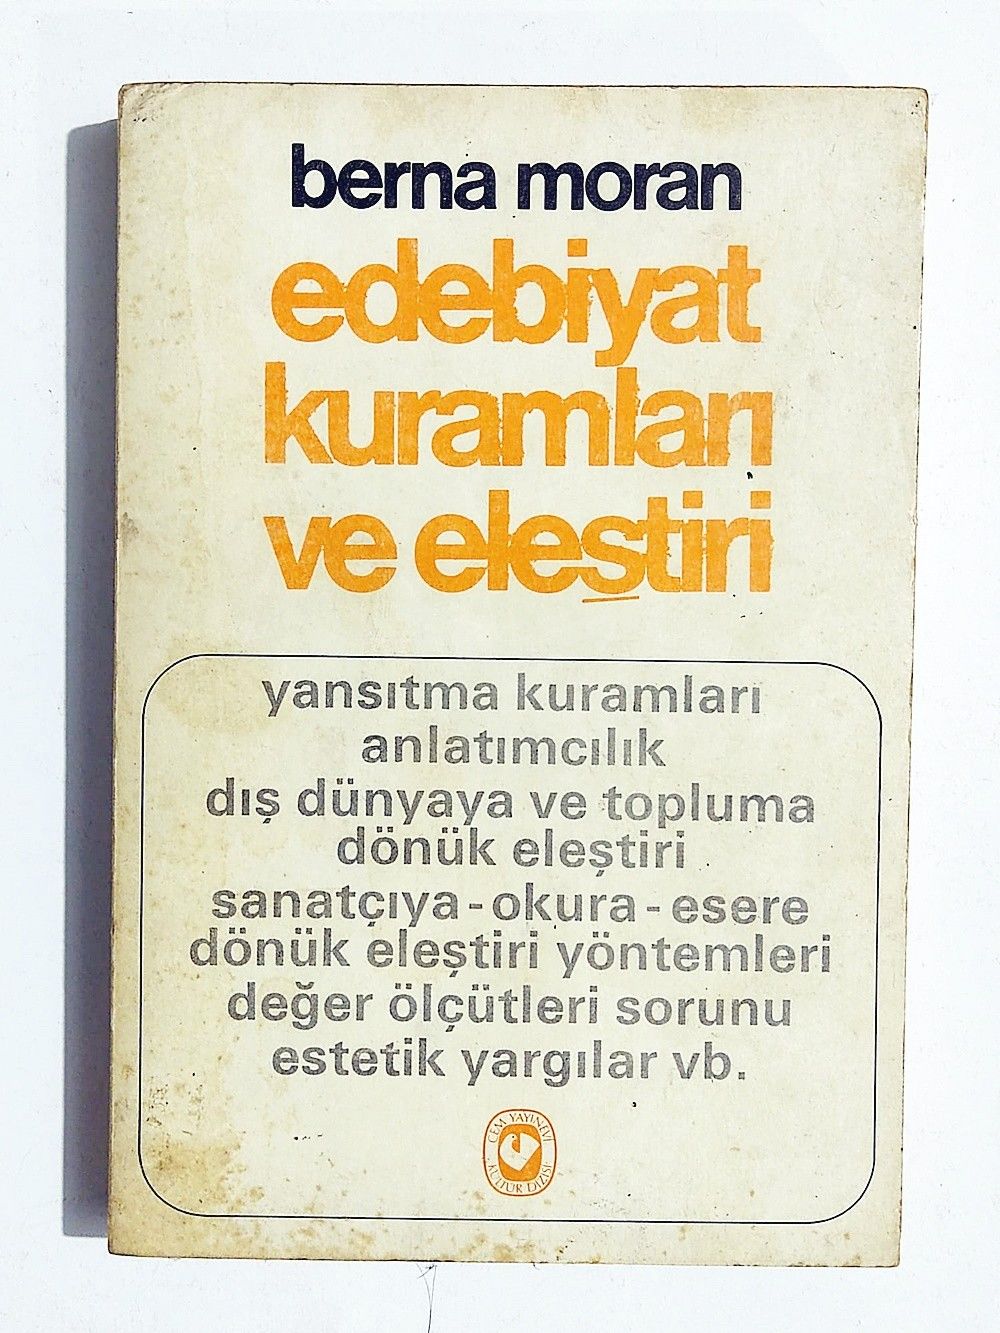 berna moran
edebiyat
kuramları
ve eleştiri
yansıtma kuramları
anlatımcılık
dış dünyaya ve topluma
dönük eleştiri
sanatçıya - okura - esere
dönük eleştiri yöntemleri
değer ölçütleri sorunu
estetik yargılar vb.
CEM YAYINEVİ
KÜLTÜR DİZİSİ